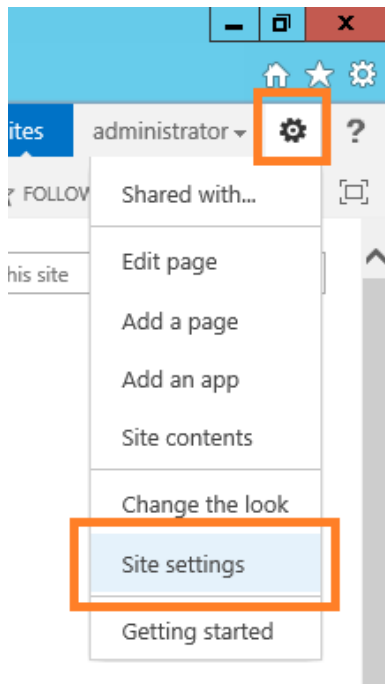 ites administrator ?
FOLLOW
Shared with...
his site
Edit page
Add a page
Add an app
Site contents
Change the look
Site settings
Getting started